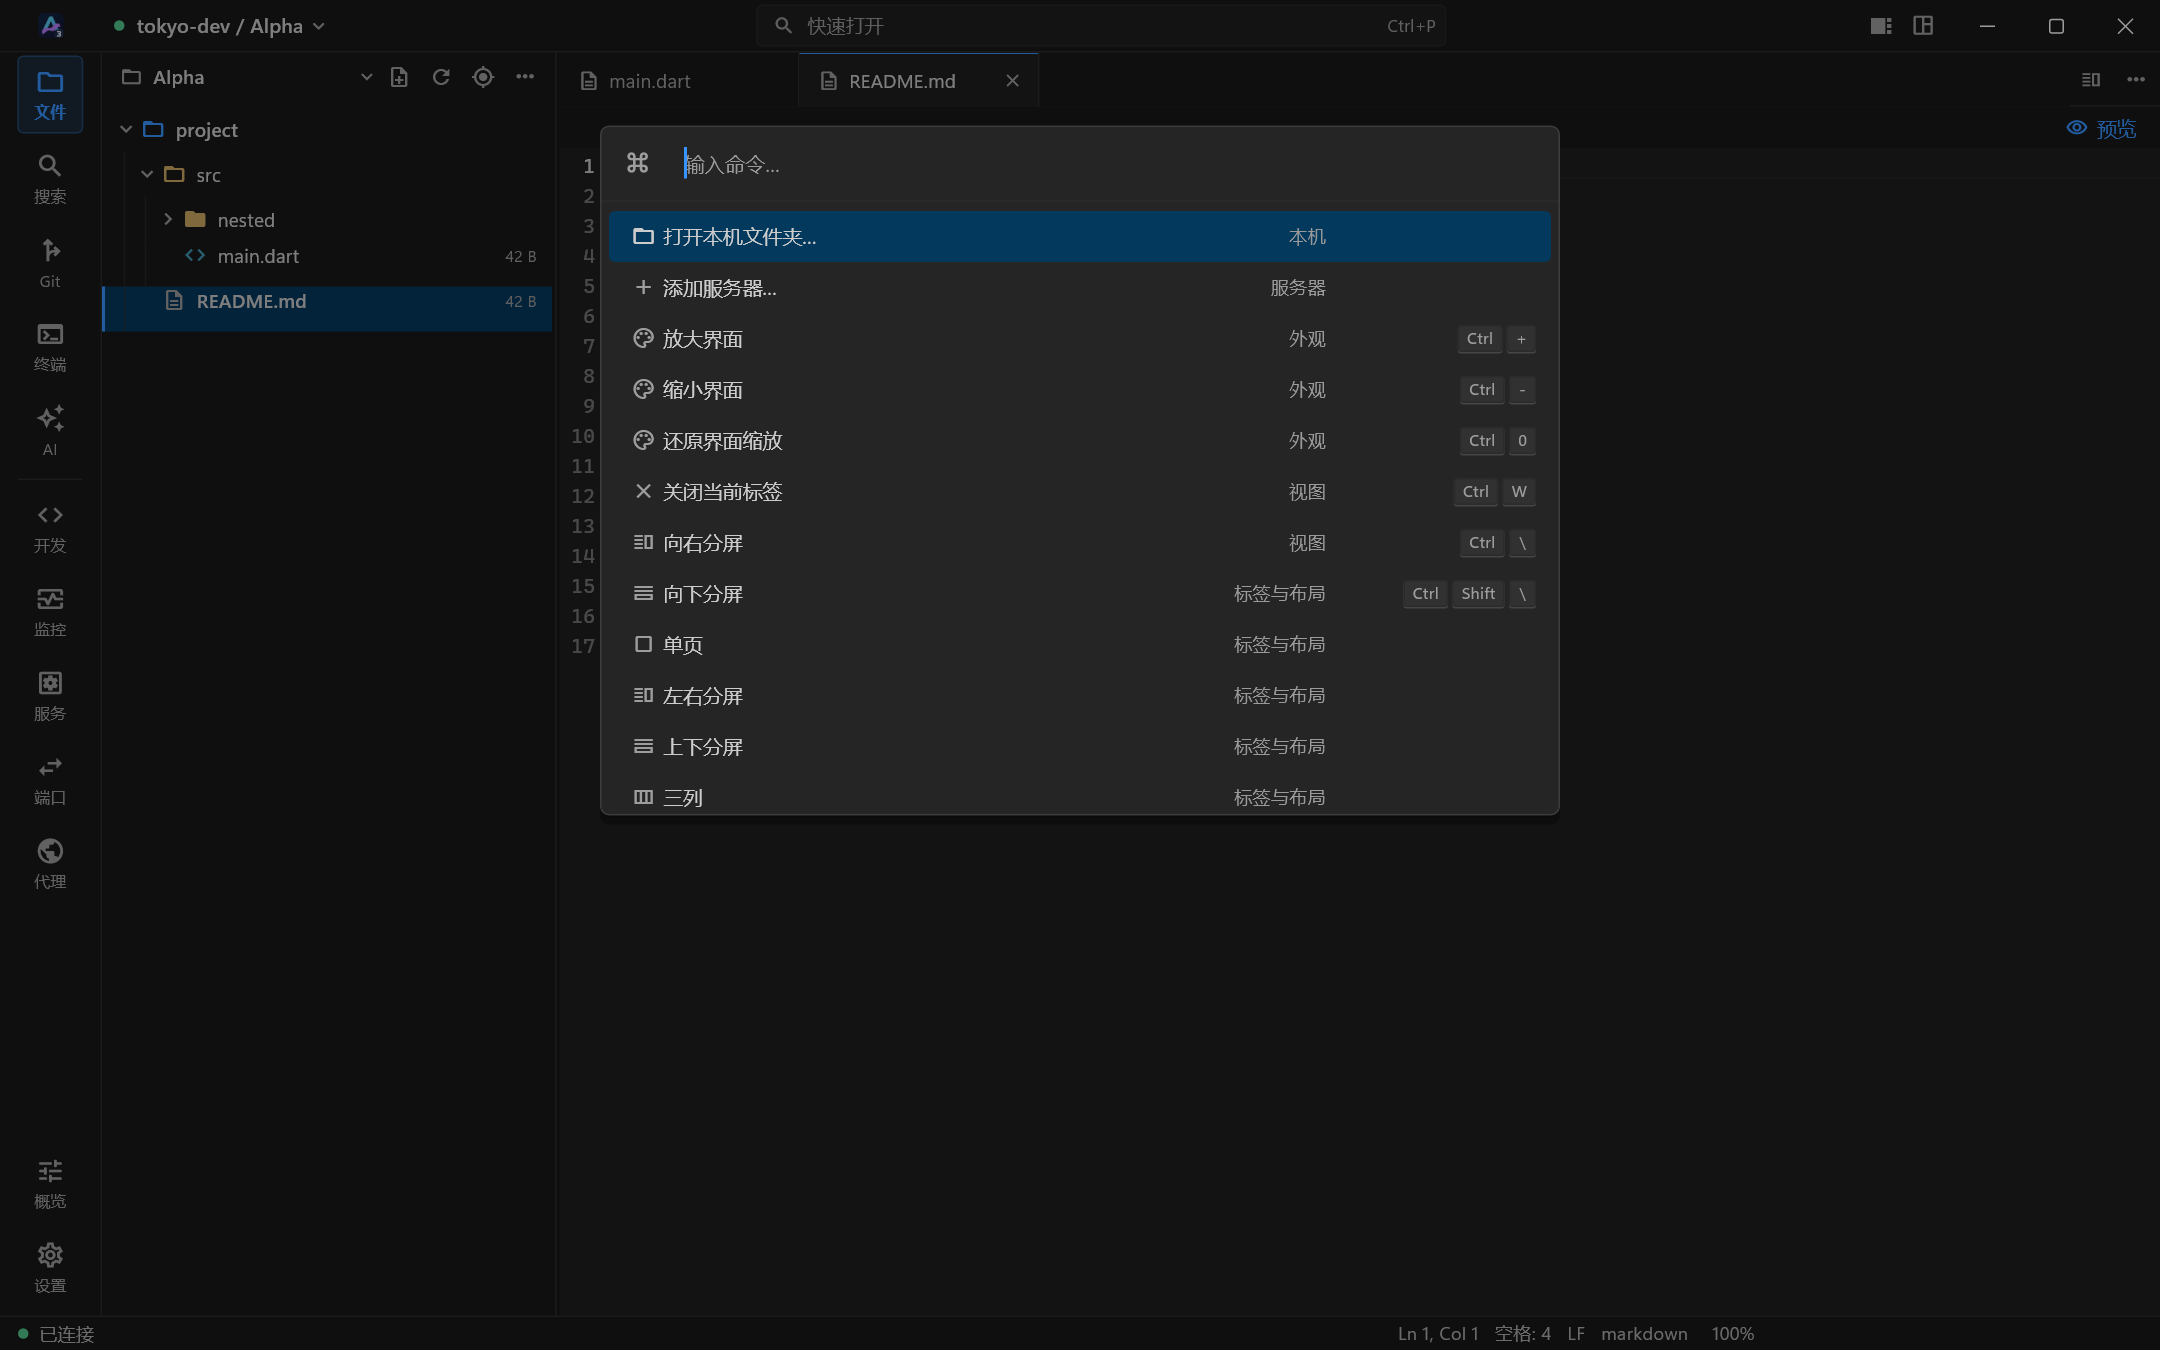 tokyo-dev / Alpha
快速打开
Ctrl+P
文件
搜索
Git
终端
AI
开发
监控
服务
端口
代理
概览
设置
Alpha
project
src
nested
main.dart 42 B
README.md 42 B
main.dart
README.md
预览
1
2
3
4
5
6
7
8
9
10
11
12
13
14
15
16
17
输入命令...
打开本机文件夹... 本机
添加服务器... 服务器
放大界面 外观 Ctrl +
缩小界面 外观 Ctrl -
还原界面缩放 外观 Ctrl 0
关闭当前标签 视图 Ctrl W
向右分屏 视图 Ctrl \
向下分屏 标签与布局 Ctrl Shift \
单页 标签与布局
左右分屏 标签与布局
上下分屏 标签与布局
三列 标签与布局
已连接
Ln 1, Col 1 空格: 4 LF markdown 100%